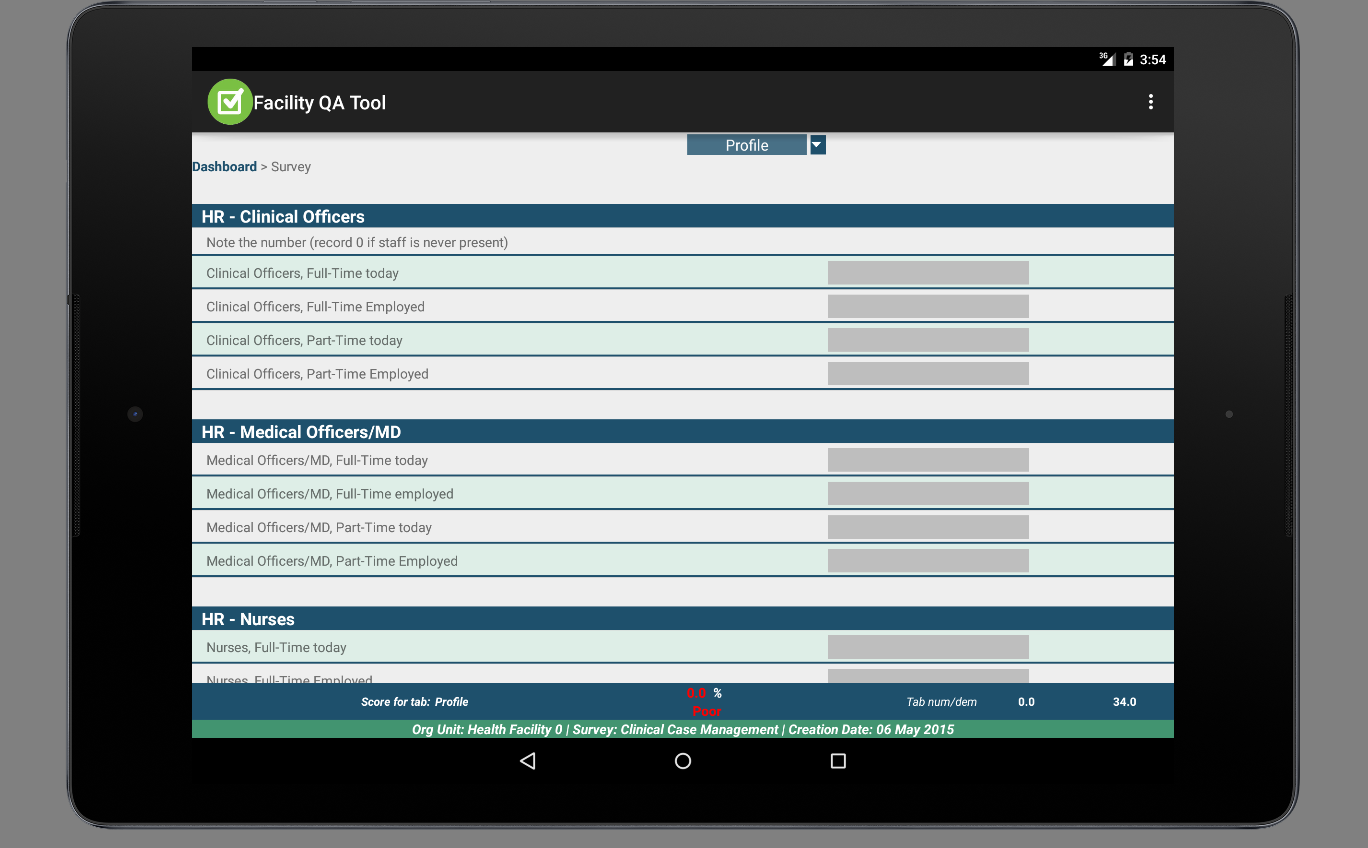 3G 3:54
Facility QA Tool
Profile
Dashboard > Survey
HR - Clinical Officers
Note the number (record 0 if staff is never present)
Clinical Officers, Full-Time today
Clinical Officers, Full-Time Employed
Clinical Officers, Part-Time today
Clinical Officers, Part-Time Employed
HR - Medical Officers/MD
Medical Officers/MD, Full-Time today
Medical Officers/MD, Full-Time employed
Medical Officers/MD, Part-Time today
Medical Officers/MD, Part-Time Employed
HR - Nurses
Nurses, Full-Time today
Nurses, Full-Time Employed
Score for tab: Profile 0.0 % Tab num/dem 0.0 34.0
Poor
Org Unit: Health Facility 0 | Survey: Clinical Case Management | Creation Date: 06 May 2015